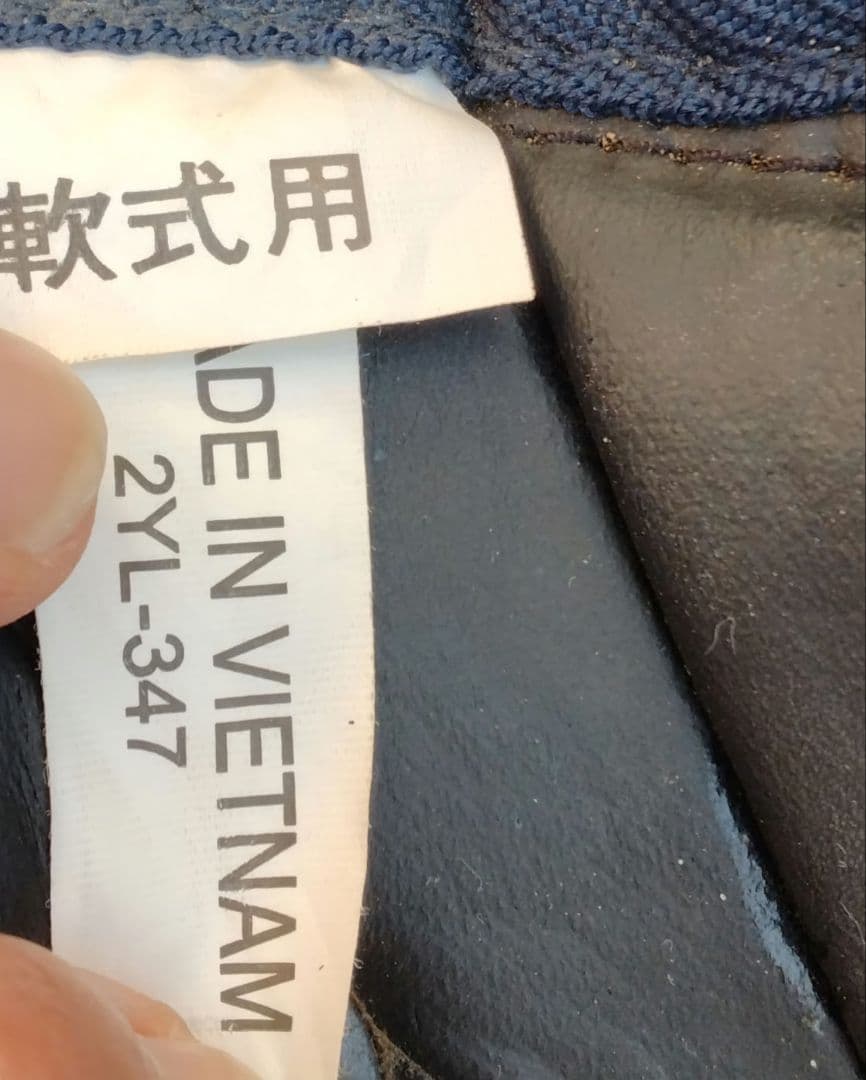 軟式用
ADE IN VIETNAM
2YL-347